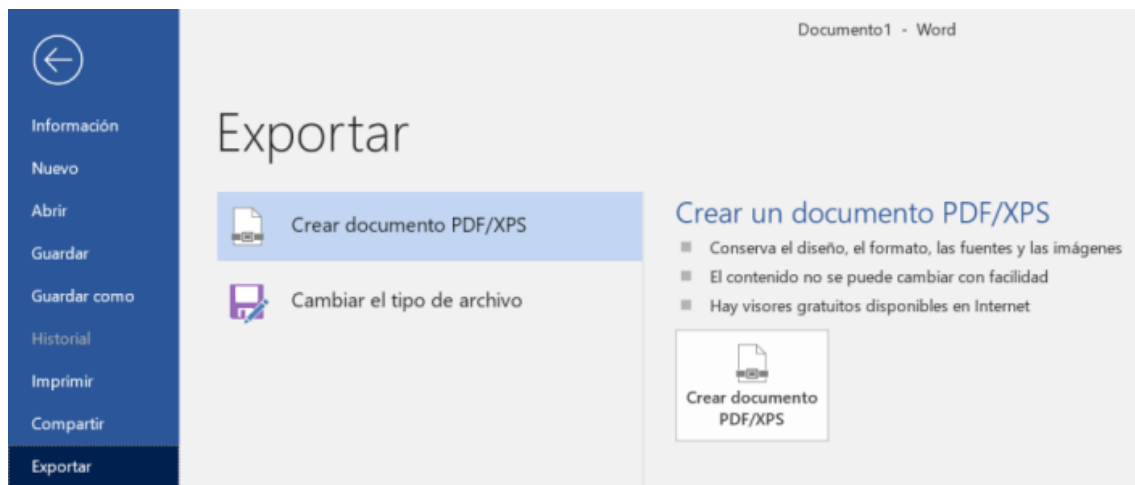 Documento1 - Word
Información
Nuevo
Abrir
Guardar
Guardar como
Historial
Imprimir
Compartir
Exportar
Exportar
Crear documento PDF/XPS
Cambiar el tipo de archivo
Crear un documento PDF/XPS
Conserva el diseño, el formato, las fuentes y las imágenes
El contenido no se puede cambiar con facilidad
Hay visores gratuitos disponibles en Internet
Crear documento
PDF/XPS